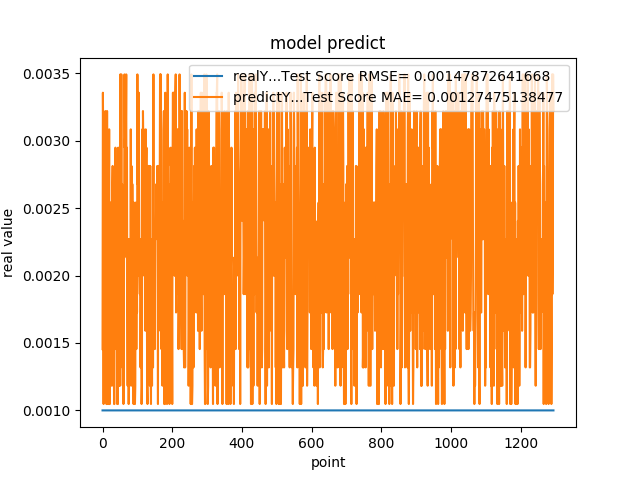 model predict
realY...Test Score RMSE= 0.00147872641668
predictY...Test Score MAE= 0.00127475138477
0.0035
0.0030
0.0025
0.0020
0.0015
0.0010
real value
0
200
400
600
800
1000
1200
point